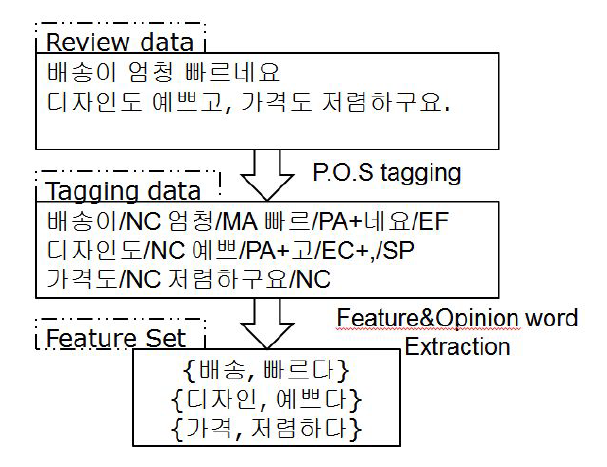 Review data
배송이 엄청 빠르네요
디자인도 예쁘고, 가격도 저렴하구요.
P.O.S tagging
Tagging data
배송이/NC 엄청/MA 빠르/PA+네요/EF
디자인도/NC 예쁘/PA+고/EC+,/SP
가격도/NC 저렴하구요/NC
Feature&Opinion word
Extraction
Feature Set
{배송, 빠르다}
{디자인, 예쁘다}
{가격, 저렴하다}